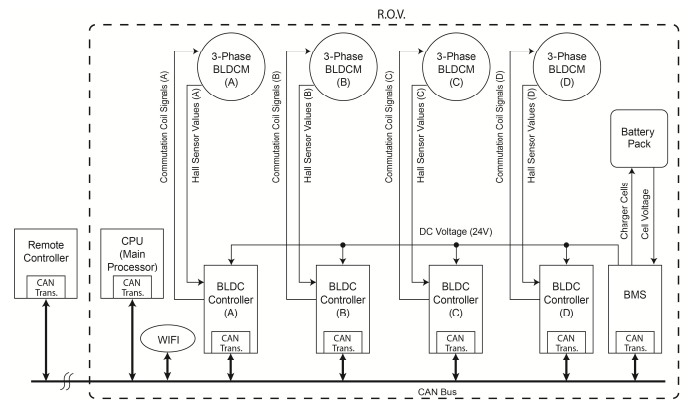 R.O.V.
3-Phase
BLDCM
(A)
3-Phase
BLDCM
(B)
3-Phase
BLDCM
(C)
3-Phase
BLDCM
(D)
Commutation Coil Signals (A)
Hall Sensor Values (A)
Commutation Coil Signals (B)
Hall Sensor Values (B)
Commutation Coil Signals (C)
Hall Sensor Values (C)
Commutation Coil Signals (D)
Hall Sensor Values (D)
Battery
Pack
Charger Cells
Cell Voltage
DC Voltage (24V)
Remote
Controller
CAN
Trans.
CPU
(Main
Processor)
CAN
Trans.
WIFI
BLDC
Controller
(A)
CAN
Trans.
BLDC
Controller
(B)
CAN
Trans.
BLDC
Controller
(C)
CAN
Trans.
BLDC
Controller
(D)
CAN
Trans.
BMS
CAN
Trans.
CAN Bus